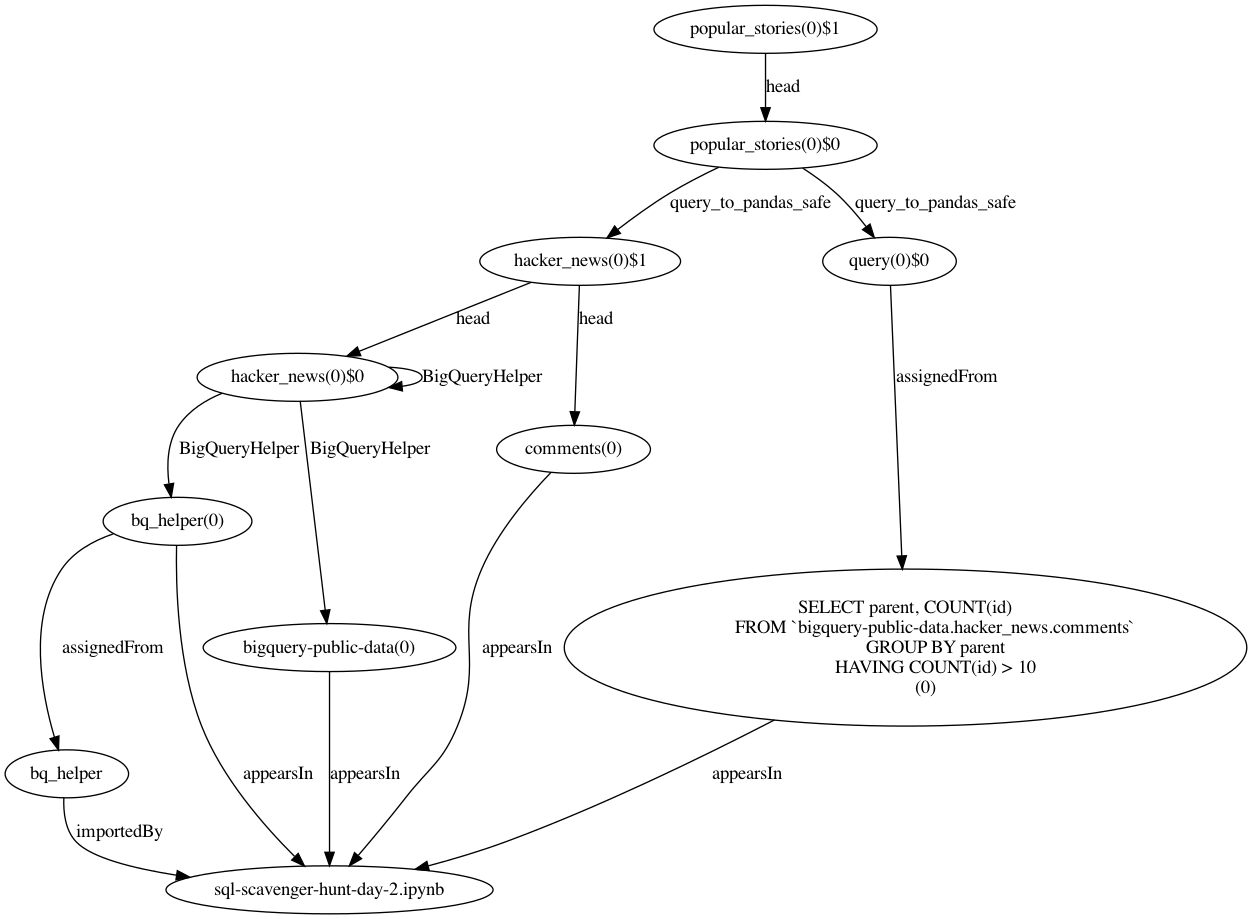 popular_stories(0)$1
head
popular_stories(0)$0
query_to_pandas_safe
query_to_pandas_safe
hacker_news(0)$1
query(0)$0
head
head
hacker_news(0)$0
BigQueryHelper
assignedFrom
BigQueryHelper
BigQueryHelper
comments(0)
bq_helper(0)
SELECT parent, COUNT(id)
FROM `bigquery-public-data.hacker_news.comments`
GROUP BY parent
HAVING COUNT(id) > 10
(0)
assignedFrom
bigquery-public-data(0)
appearsIn
bq_helper
appearsIn
appearsIn
appearsIn
importedBy
sql-scavenger-hunt-day-2.ipynb